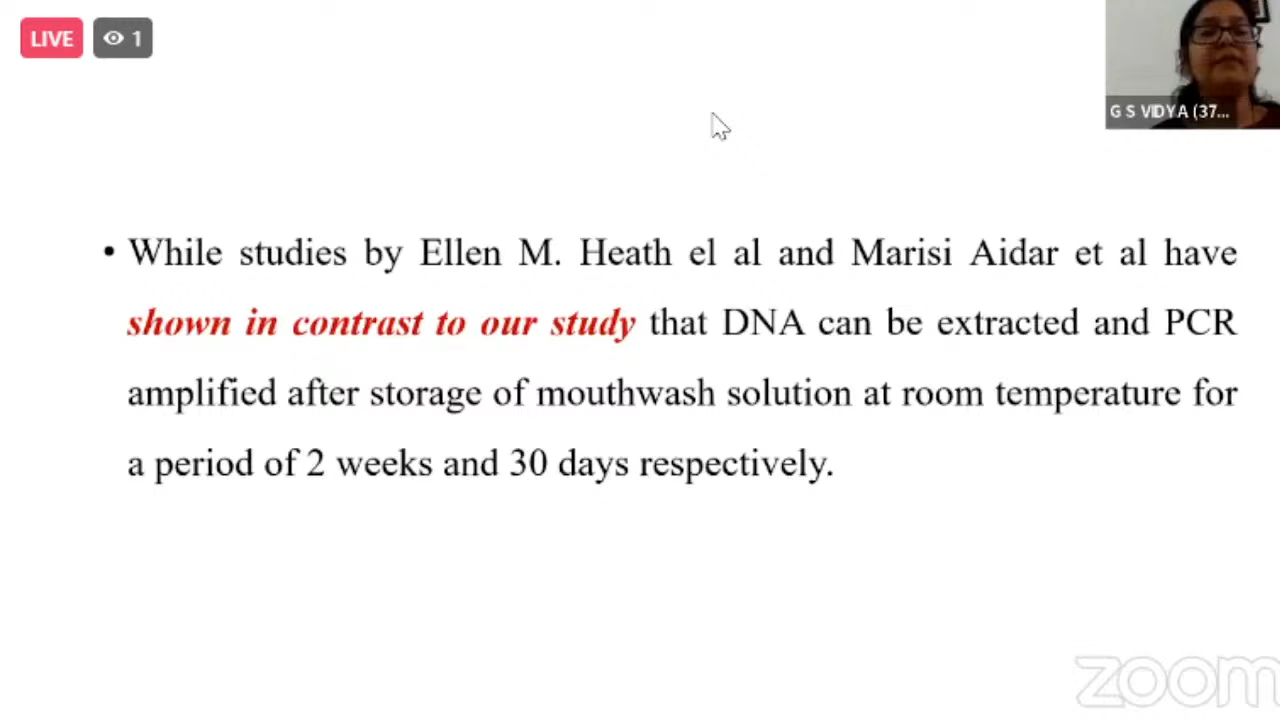 LIVE 1
G S VIDYA (37...
• While studies by Ellen M. Heath el al and Marisi Aidar et al have
shown in contrast to our study that DNA can be extracted and PCR
amplified after storage of mouthwash solution at room temperature for
a period of 2 weeks and 30 days respectively.
zoom